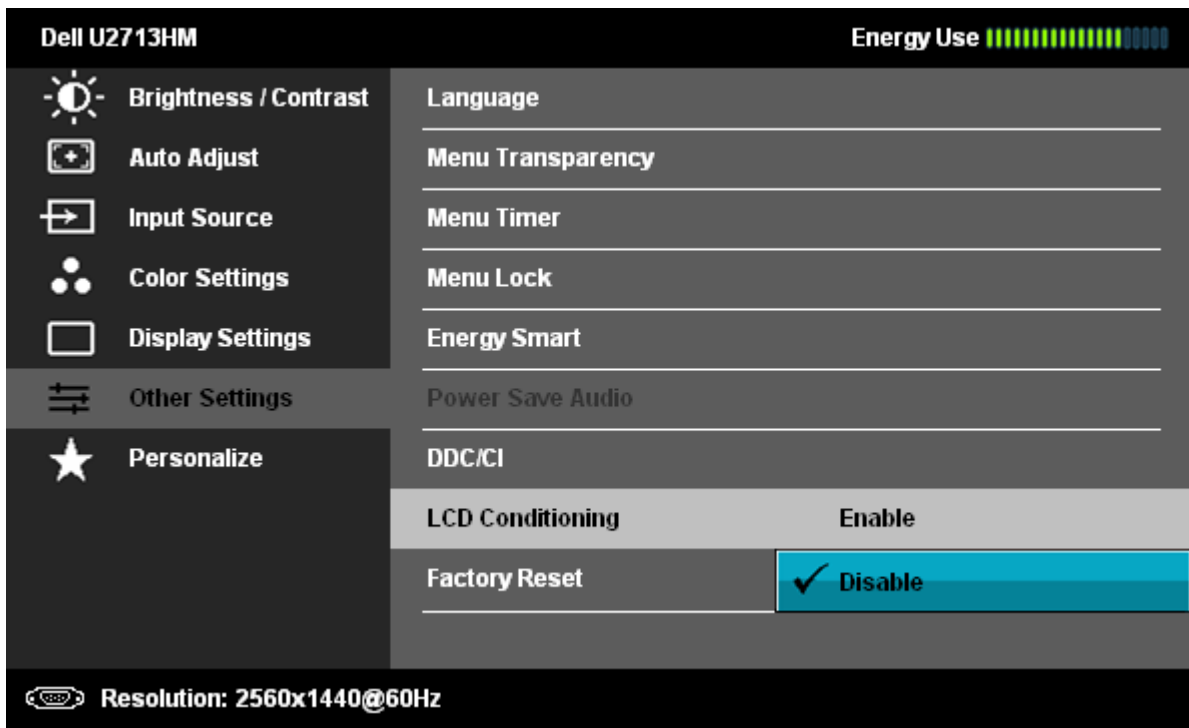 Dell U2713HM Energy Use
Brightness / Contrast Language
Auto Adjust Menu Transparency
Input Source Menu Timer
Color Settings Menu Lock
Display Settings Energy Smart
Other Settings Power Save Audio
Personalize DDC/CI
LCD Conditioning Enable
Factory Reset Disable
Resolution: 2560x1440@60Hz